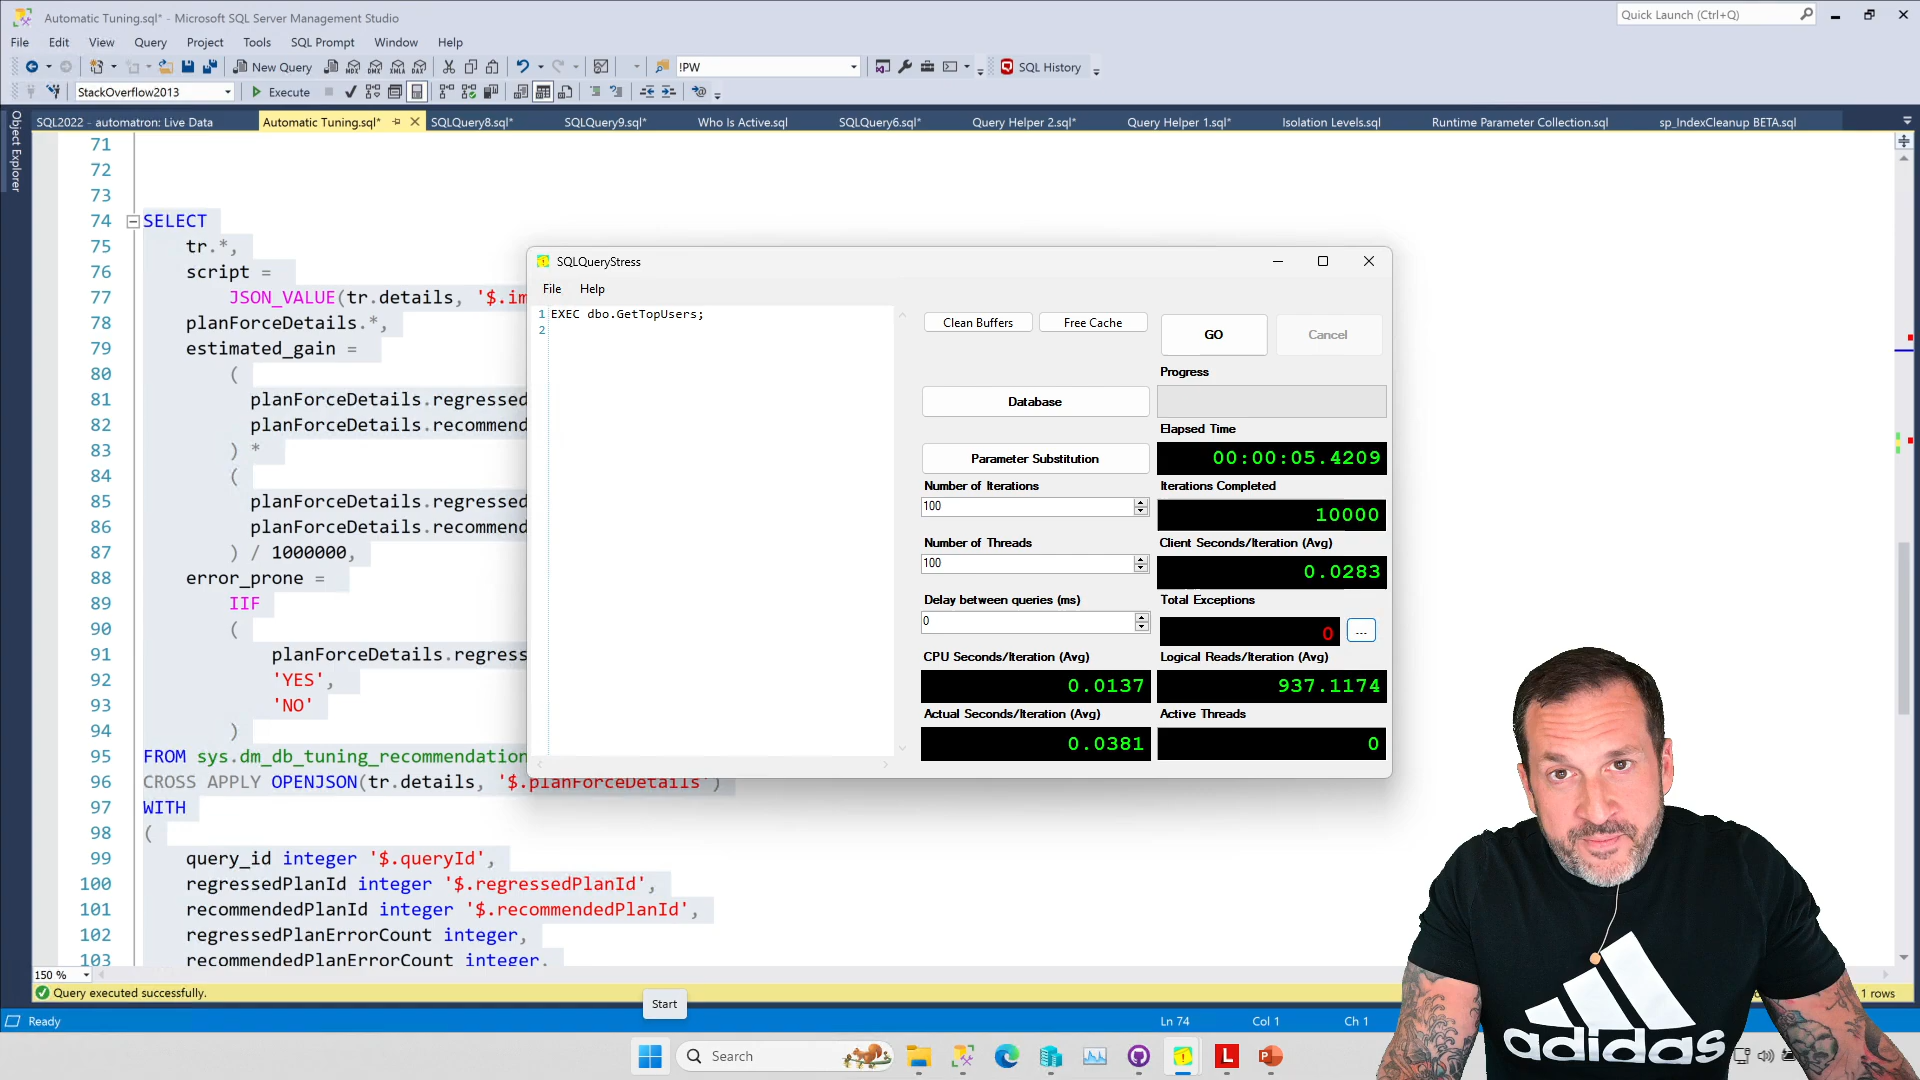 Automatic Tuning.sql* - Microsoft SQL Server Management Studio
Quick Launch (Ctrl+Q)
File Edit View Query Project Tools SQL Prompt Window Help
New Query MDX DMX XMLA DAX !PW SQL History
StackOverflow2013 Execute
SQL2022 - automatron: Live Data Automatic Tuning.sql* SQLQuery8.sql* SQLQuery9.sql* Who Is Active.sql SQLQuery6.sql* Query Helper 2.sql* Query Helper 1.sql* Isolation Levels.sql Runtime Parameter Collection.sql sp_IndexCleanup BETA.sql
Object Explorer
71
72
73
74 SELECT
75 tr.*,
76 script =
77 JSON_VALUE(tr.details, '$.im
78 planForceDetails.*,
79 estimated_gain =
80 (
81 planForceDetails.regressed
82 planForceDetails.recommend
83 ) *
84 (
85 planForceDetails.regressed
86 planForceDetails.recommend
87 ) / 1000000,
88 error_prone =
89 IIF
90 (
91 planForceDetails.regress
92 'YES',
93 'NO'
94 )
95 FROM sys.dm_db_tuning_recommendation
96 CROSS APPLY OPENJSON(tr.details, '$.planForceDetails')
97 WITH
98 (
99 query_id integer '$.queryId',
100 regressedPlanId integer '$.regressedPlanId',
101 recommendedPlanId integer '$.recommendedPlanId',
102 regressedPlanErrorCount integer,
103 recommendedPlanErrorCount integer,
SQLQueryStress
File Help
1 EXEC dbo.GetTopUsers;
2
Clean Buffers Free Cache GO Cancel
Progress
Database
Elapsed Time
00:00:05.4209
Parameter Substitution
Number of Iterations Iterations Completed
100 10000
Number of Threads Client Seconds/Iteration (Avg)
100 0.0283
Delay between queries (ms) Total Exceptions
0 0 ...
CPU Seconds/Iteration (Avg) Logical Reads/Iteration (Avg)
0.0137 937.1174
Actual Seconds/Iteration (Avg) Active Threads
0.0381 0
150 %
Query executed successfully. 1 rows
Start
Ready Ln 74 Col 1 Ch 1
Search
L
P
adidas